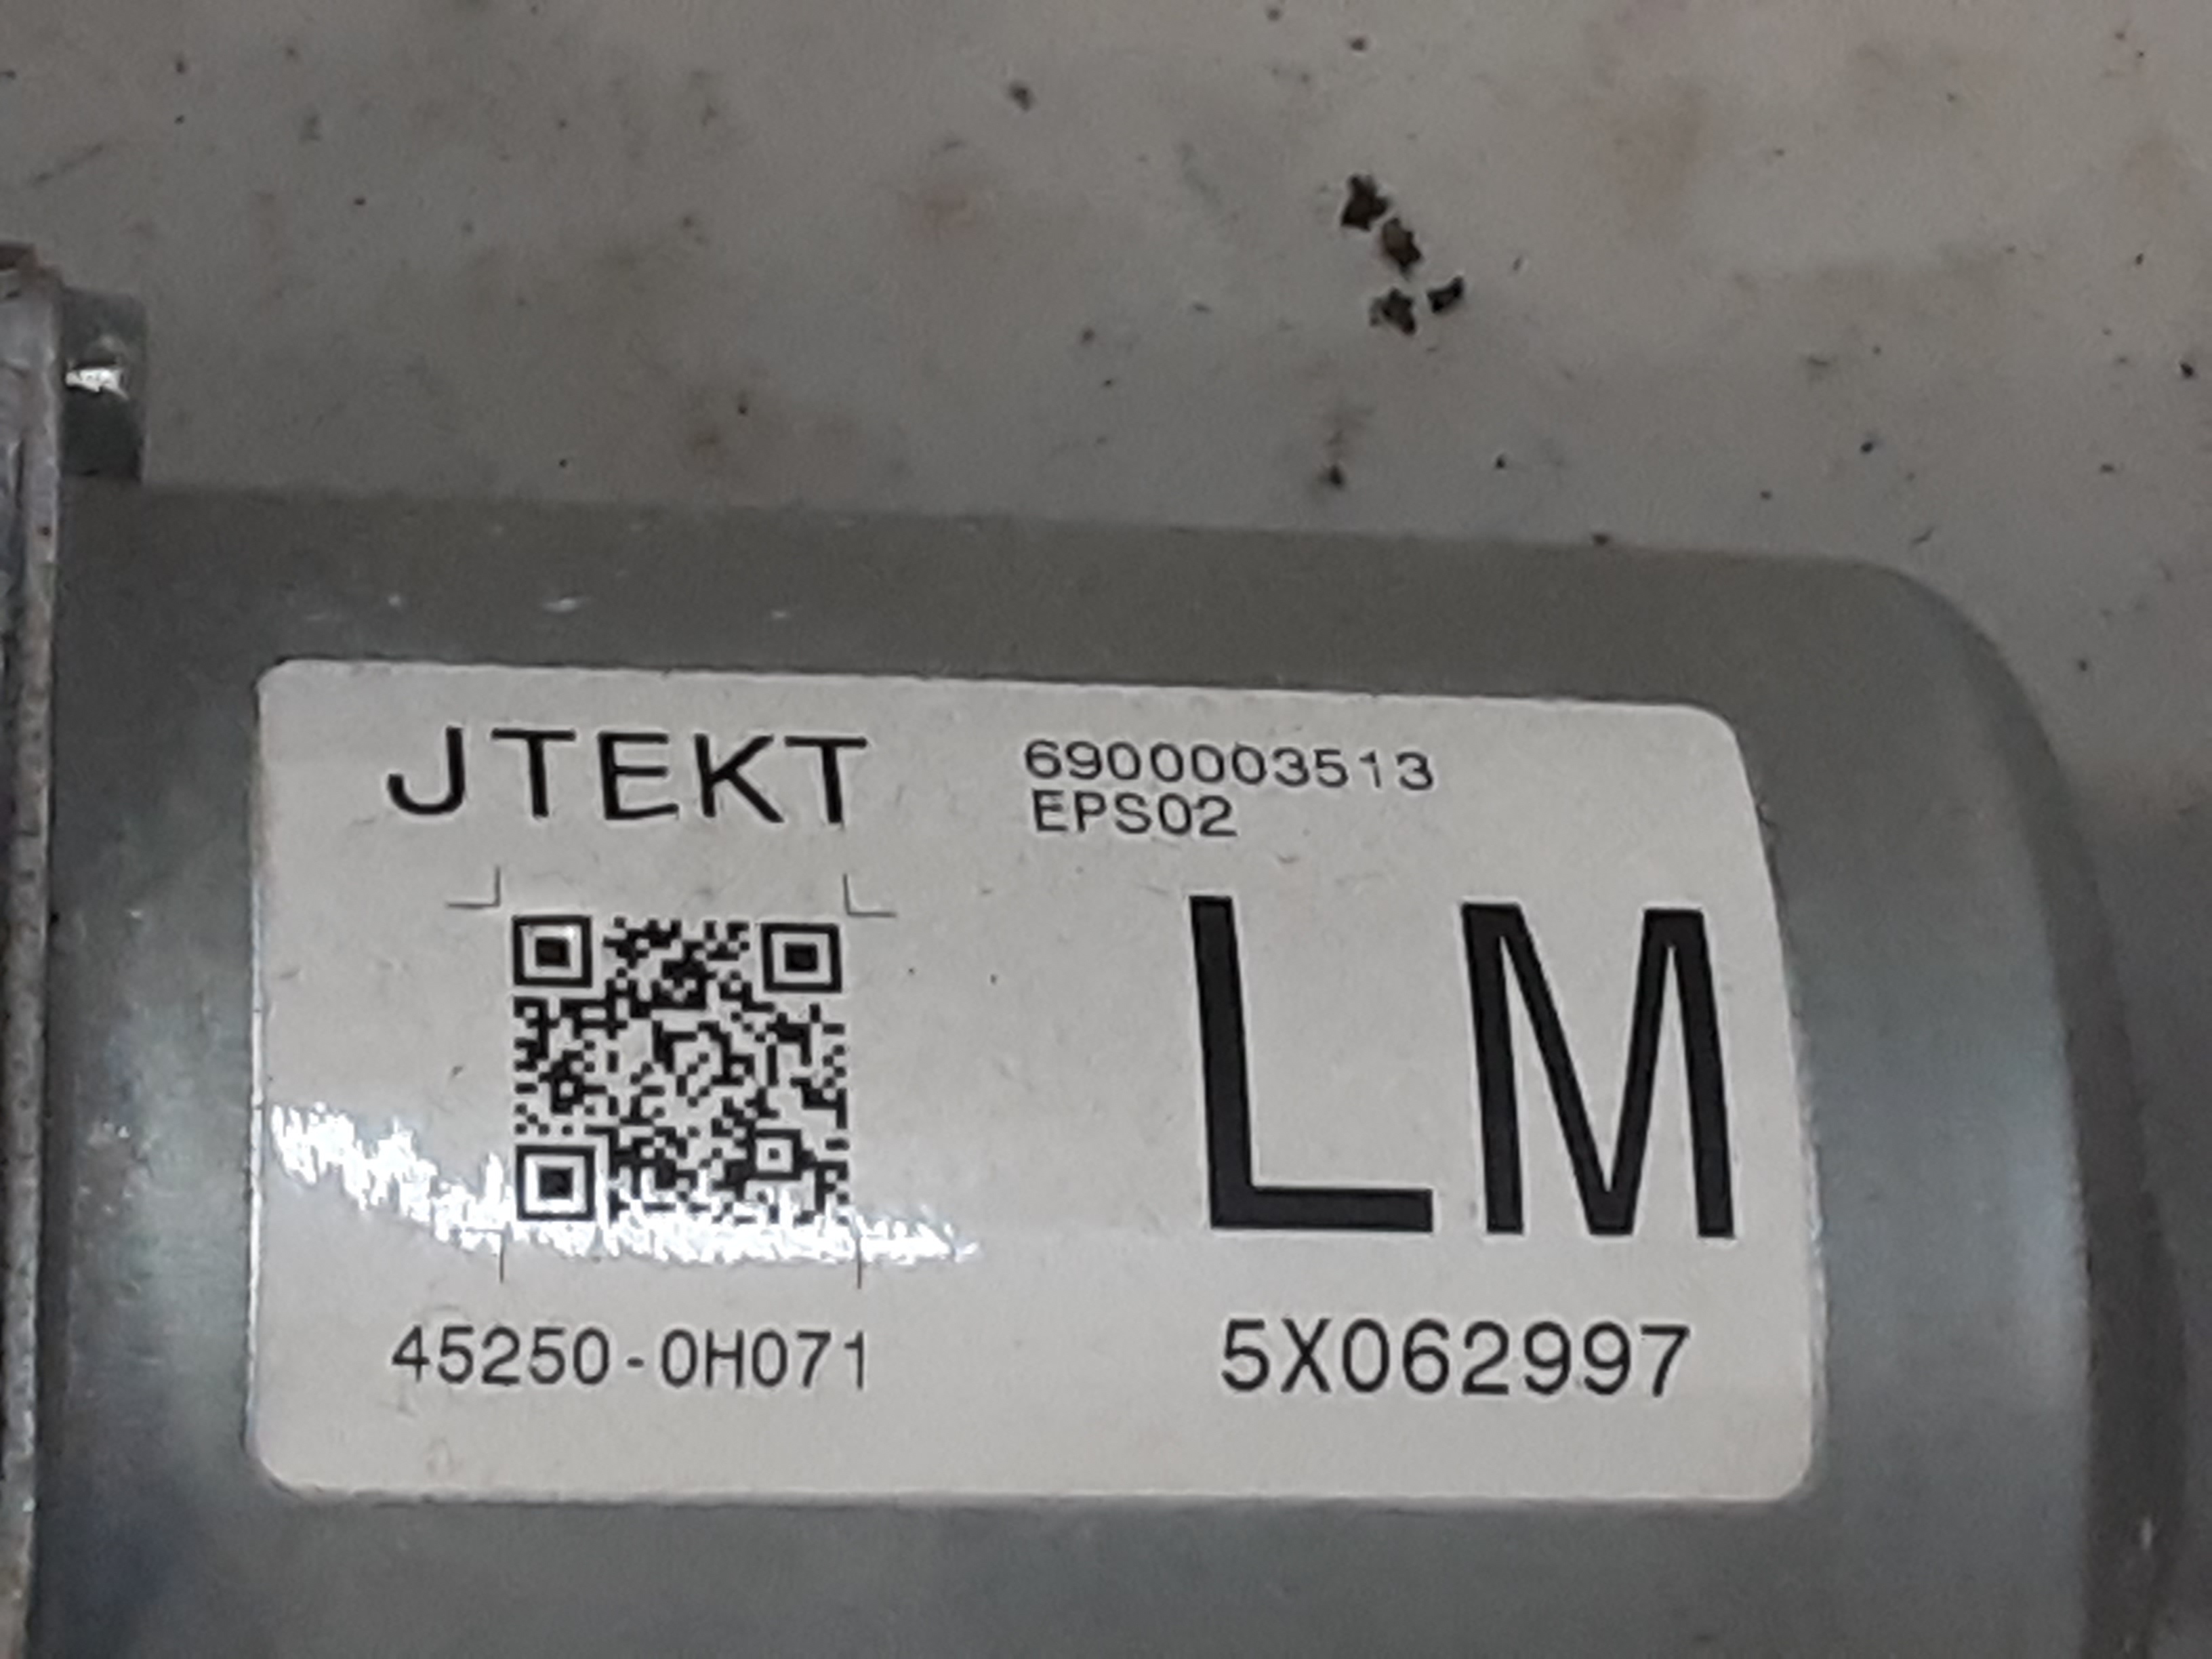 JTEKT
6900003513
EPS02
LM
45250-0H071
5X062997